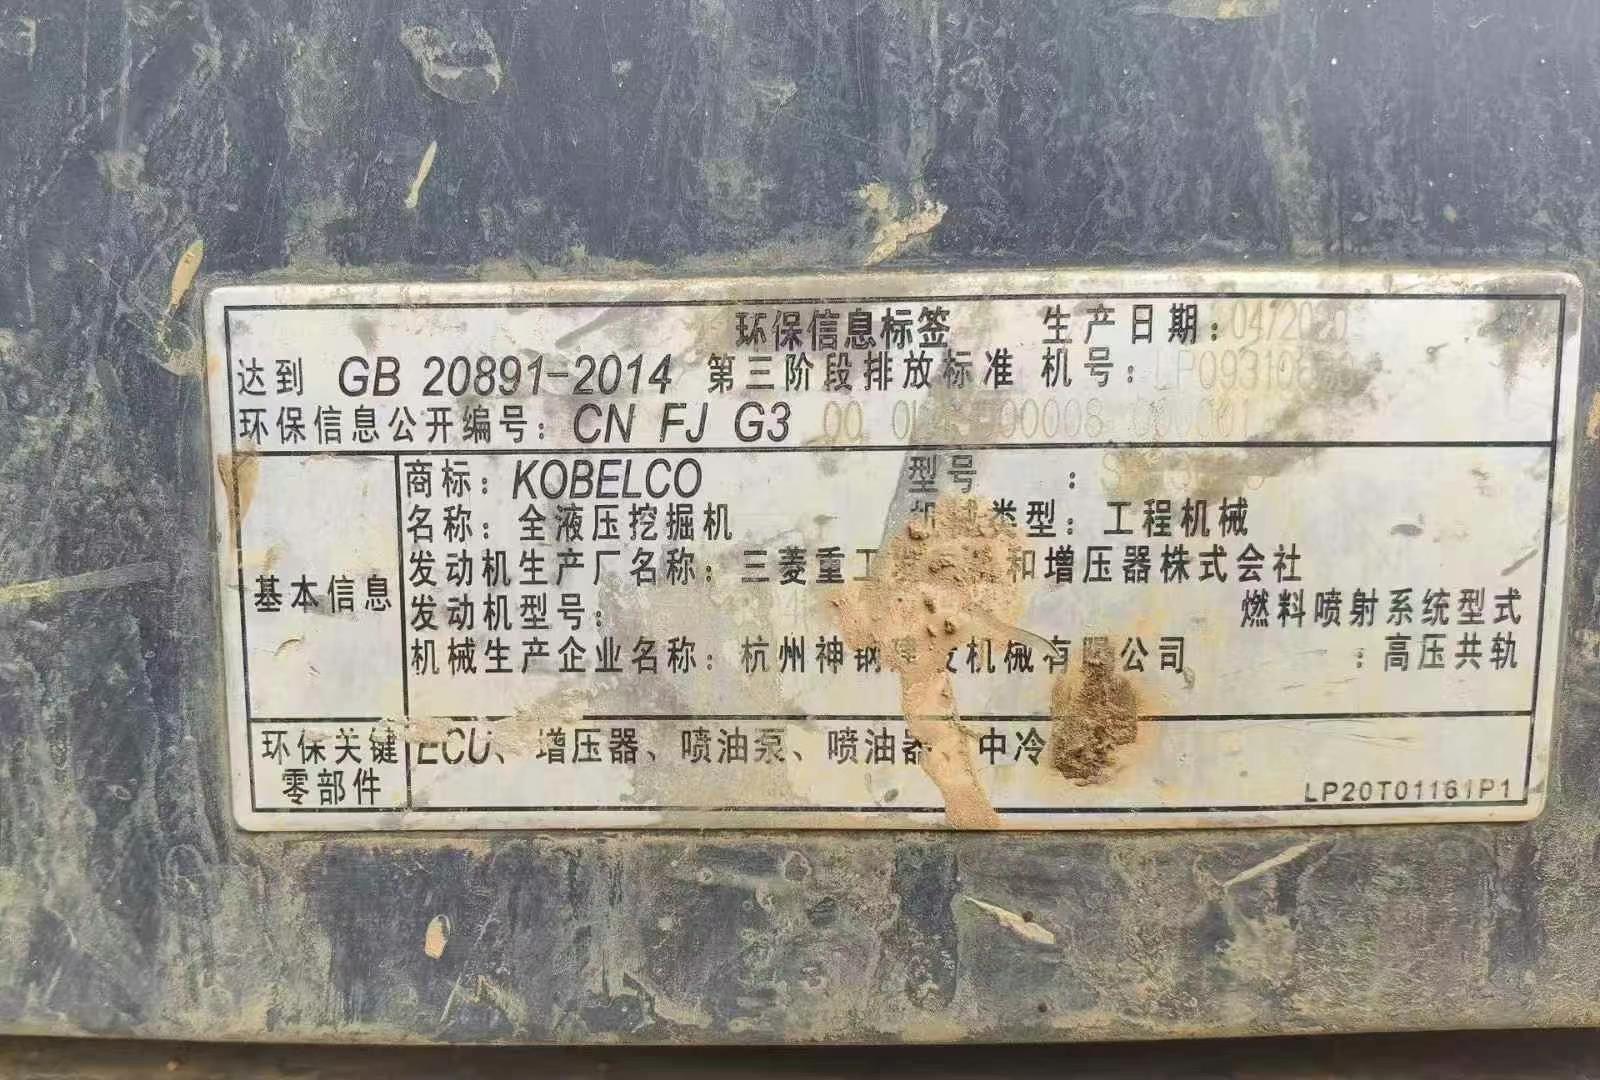 环保信息标签 生产日期:
达到 GB 20891-2014 第三阶段排放标准 机号:
环保信息公开编号: CN FJ G3
基本信息
商标: KOBELCO 型号 :
名称: 全液压挖掘机 类型: 工程机械
发动机生产厂名称: 三菱重工 和增压器株式会社
发动机型号: 燃料喷射系统型式
机械生产企业名称: 杭州神钢 机械有限公司 : 高压共轨
环保关键
零部件
ECU、增压器、喷油泵、喷油器、中冷
LP20T01161P1